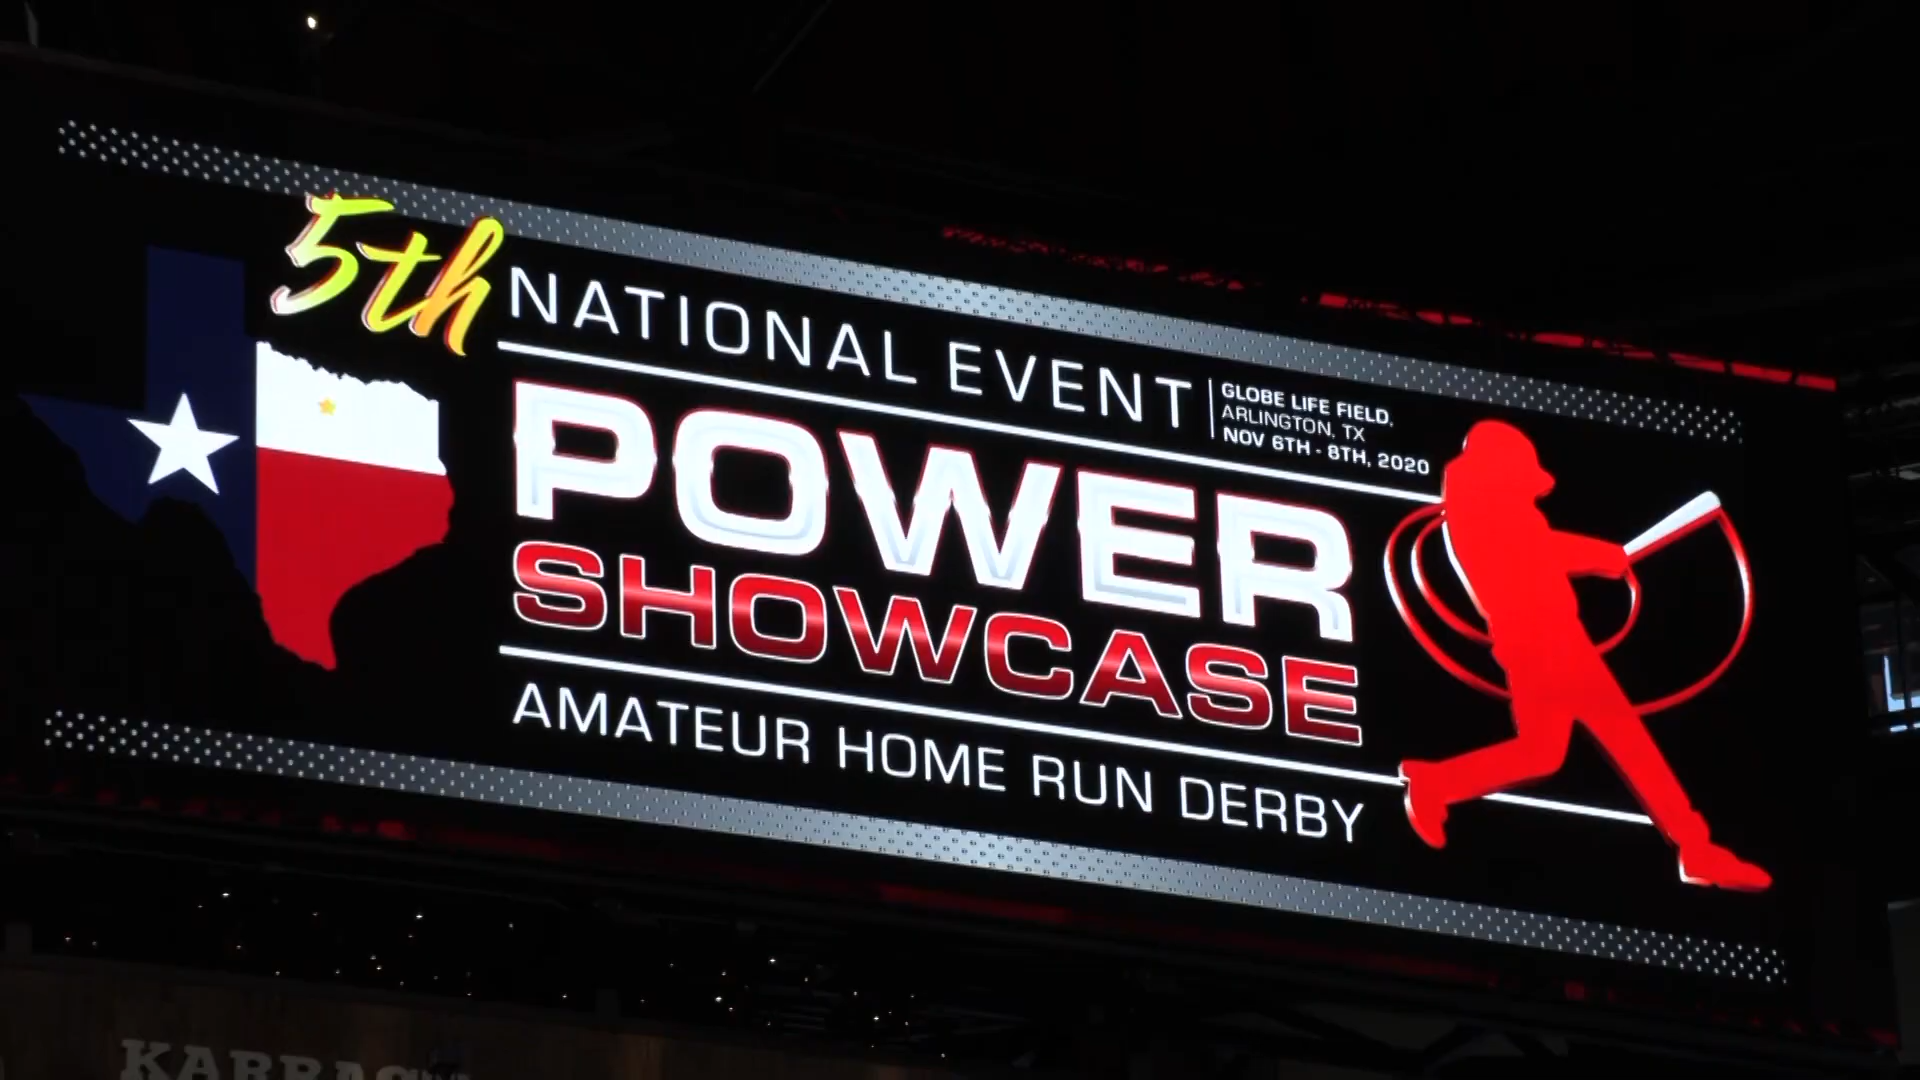 5th NATIONAL EVENT
GLOBE LIFE FIELD,
ARLINGTON, TX
NOV 6TH - 8TH, 2020
POWER
SHOWCASE
AMATEUR HOME RUN DERBY